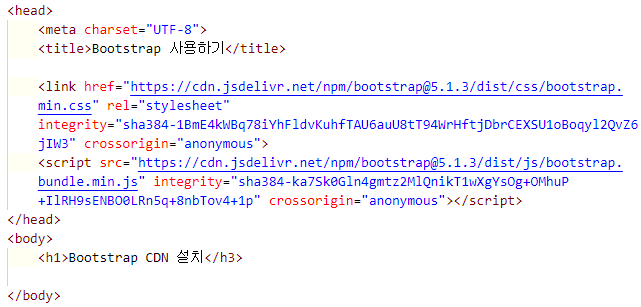 <head>
<meta charset="UTF-8">
<title>Bootstrap 사용하기</title>
<link href="https://cdn.jsdelivr.net/npm/bootstrap@5.1.3/dist/css/bootstrap.
min.css" rel="stylesheet"
integrity="sha384-1BmE4kWBq78iYhFldvKuhfTAU6auU8tT94WrHftjDbrCEXSU1oBoqyl2QvZ6
jIW3" crossorigin="anonymous">
<script src="https://cdn.jsdelivr.net/npm/bootstrap@5.1.3/dist/js/bootstrap.
bundle.min.js" integrity="sha384-ka7Sk0Gln4gmtz2MlQnikT1wXgYsOg+OMhuP
+IlRH9sENBO0LRn5q+8nbTov4+1p" crossorigin="anonymous"></script>
</head>
<body>
<h1>Bootstrap CDN 설치</h3>
</body>